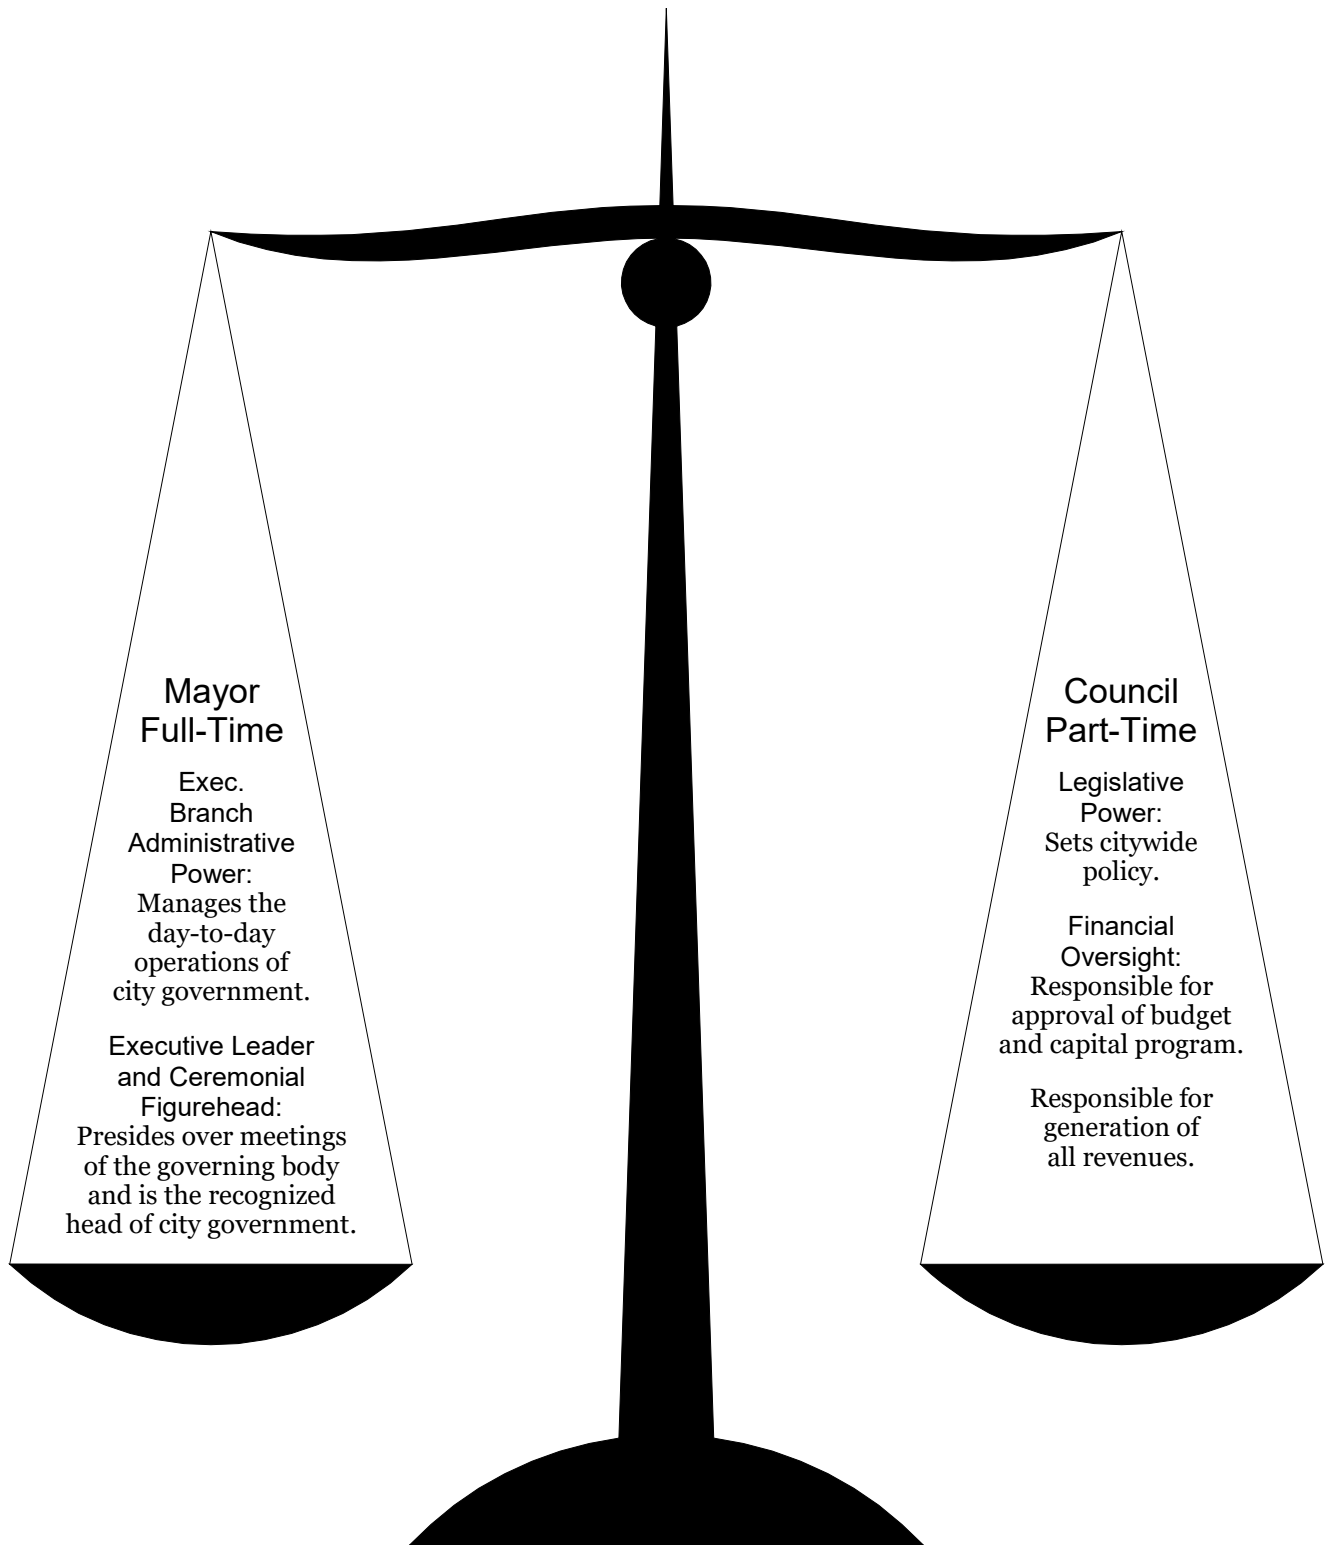 Mayor
Full-Time
Exec.
Branch
Administrative
Power:
Manages the
day-to-day
operations of
city government.
Executive Leader
and Ceremonial
Figurehead:
Presides over meetings
of the governing body
and is the recognized
head of city government.
Council
Part-Time
Legislative
Power:
Sets citywide
policy.
Financial
Oversight:
Responsible for
approval of budget
and capital program.
Responsible for
generation of
all revenues.